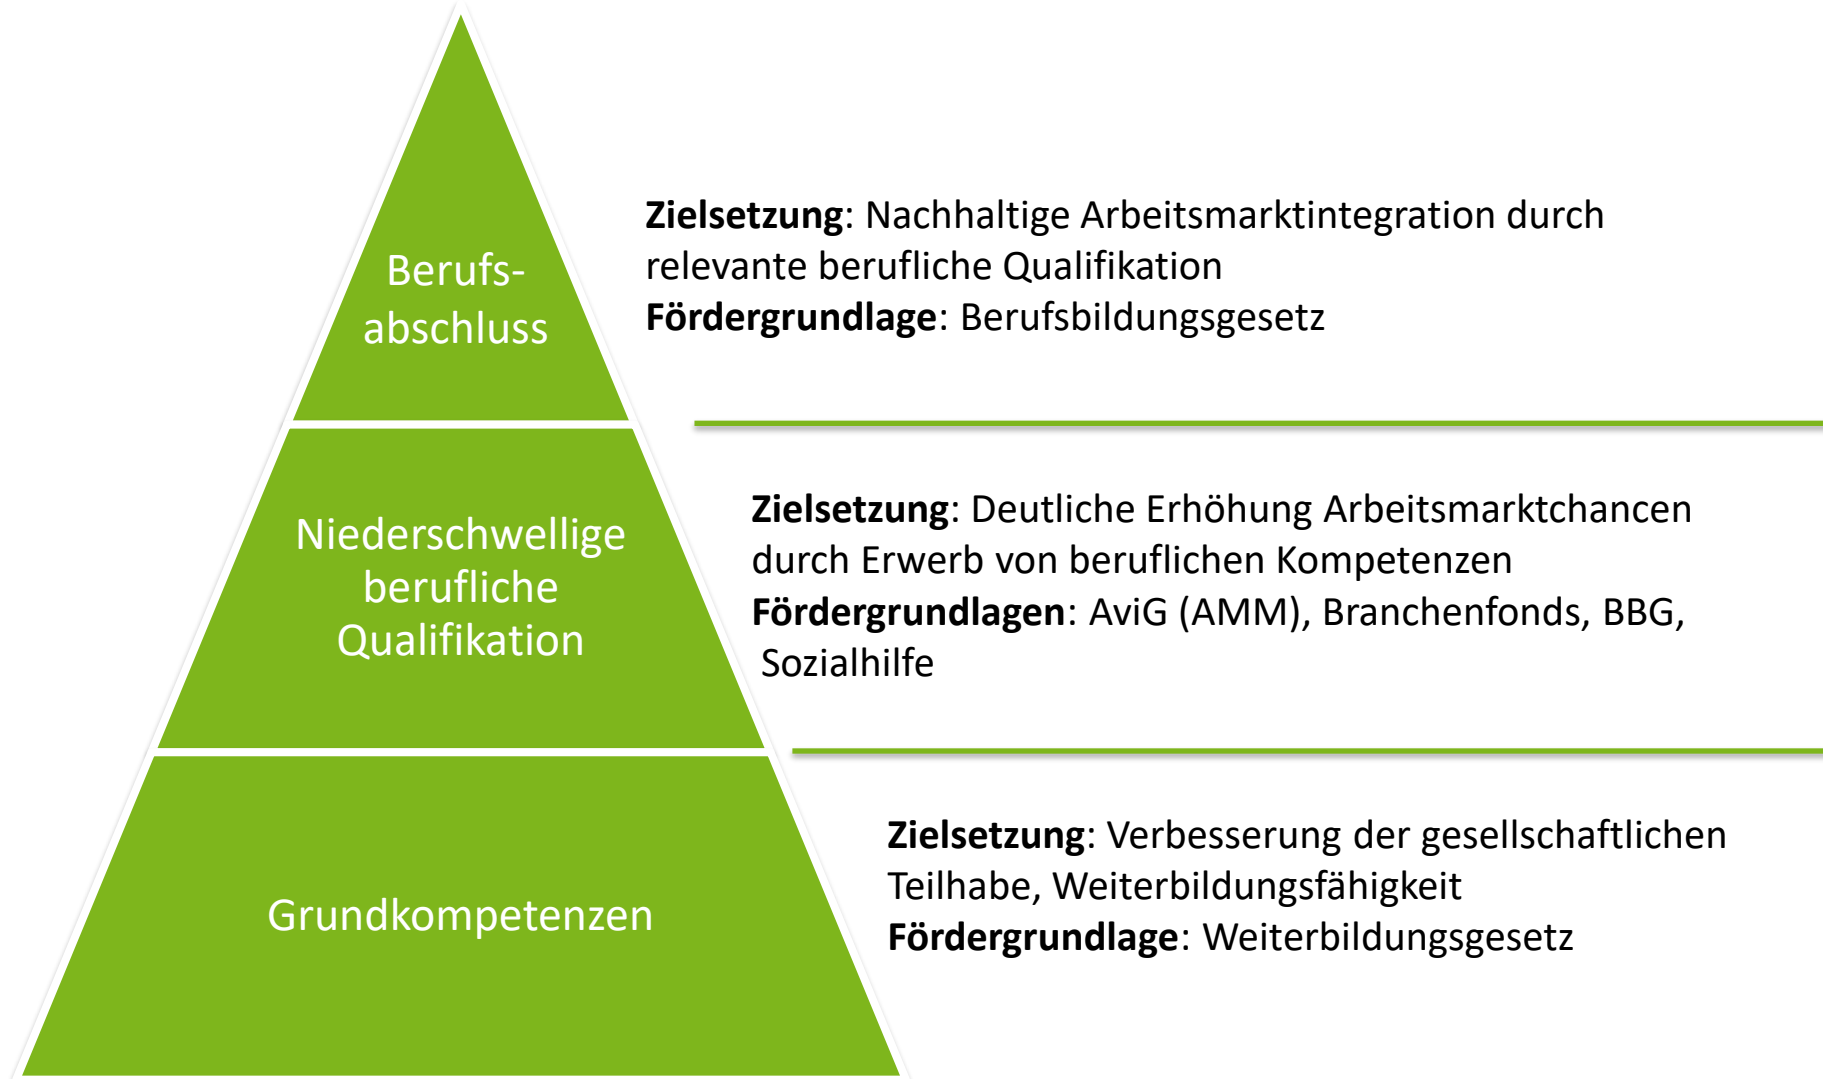 Berufs-
abschluss
Zielsetzung: Nachhaltige Arbeitsmarktintegration durch
relevante berufliche Qualifikation
Fördergrundlage: Berufsbildungsgesetz
Niederschwellige
berufliche
Qualifikation
Zielsetzung: Deutliche Erhöhung Arbeitsmarktchancen
durch Erwerb von beruflichen Kompetenzen
Fördergrundlagen: AviG (AMM), Branchenfonds, BBG,
Sozialhilfe
Grundkompetenzen
Zielsetzung: Verbesserung der gesellschaftlichen
Teilhabe, Weiterbildungsfähigkeit
Fördergrundlage: Weiterbildungsgesetz